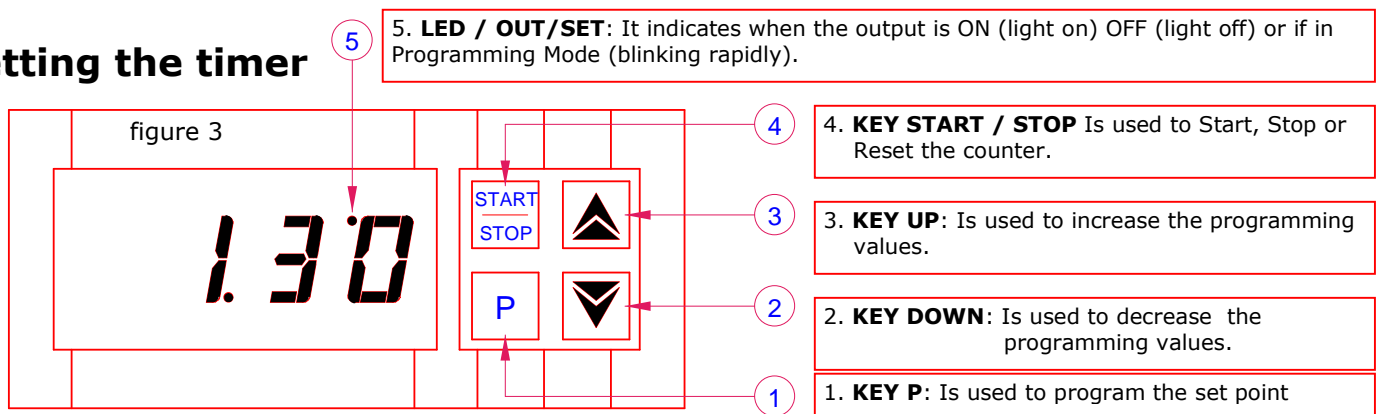 5. LED / OUT/SET: It indicates when the output is ON (light on) OFF (light off) or if in
Programming Mode (blinking rapidly).
5
the timer
figure 3
4
4. KEY START / STOP Is used to Start, Stop or
Reset the counter.
START
STOP
3
3. KEY UP: Is used to increase the programming
values.
1.30
P
2
2. KEY DOWN: Is used to decrease the
programming values.
1
1. KEY P: Is used to program the set point